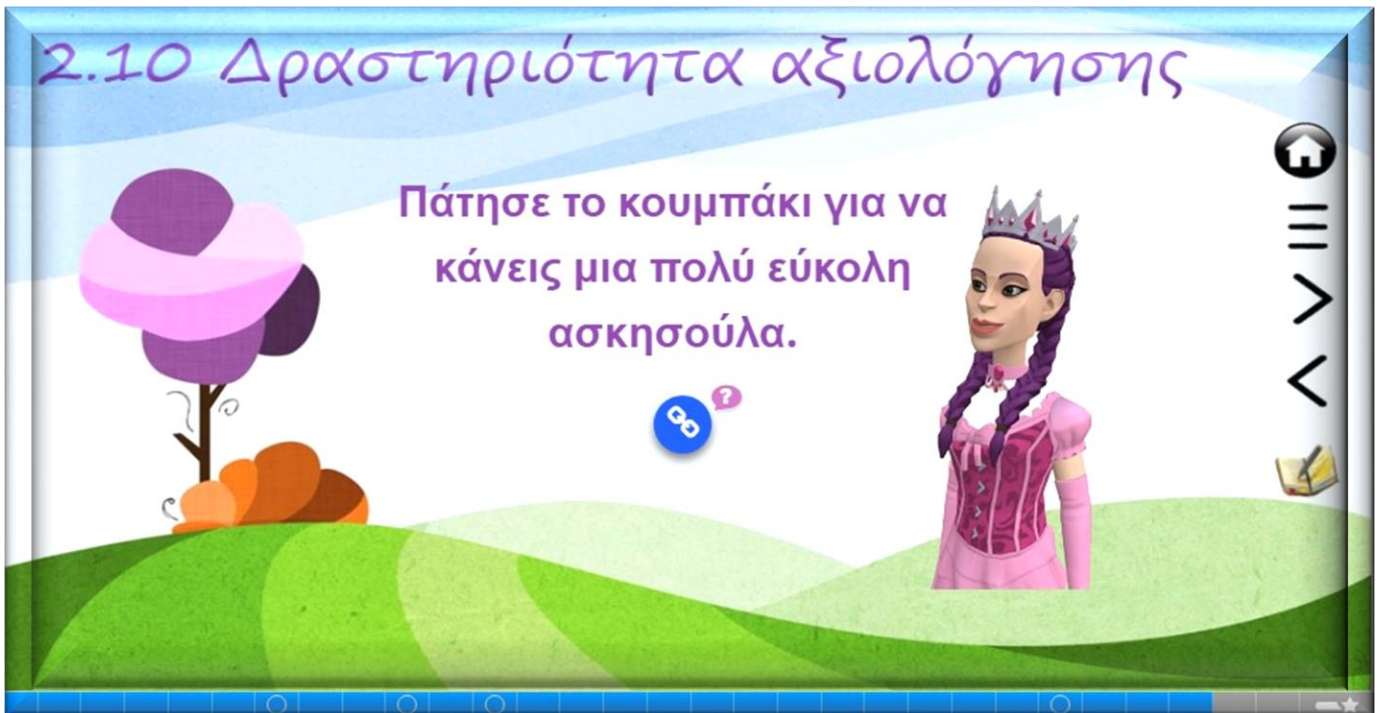 2.10 Δραστηριότητα αξιολόγησης
Πάτησε το κουμπάκι για να
κάνεις μια πολύ εύκολη
ασκησούλα.
?